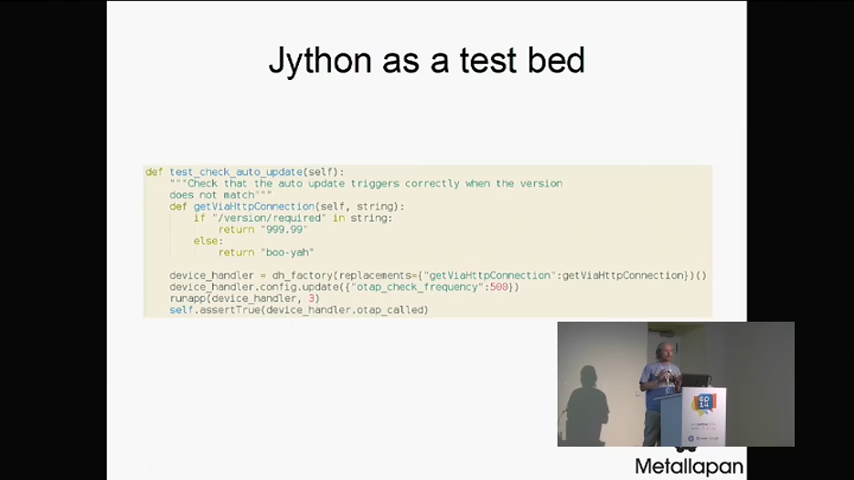 Jython as a test bed
def test_check_auto_update(self):
"""Check that the auto update triggers correctly when the version
does not match"""
def getViaHttpConnection(self, string):
if "/version/required" in string:
return "999.99"
else:
return "boo-yah"
device_handler = dh_factory(replacements={"getViaHttpConnection":getViaHttpConnection})()
device_handler.config.update({"otap_check_frequency":500})
runapp(device_handler, 3)
self.assertTrue(device_handler.otap_called)
ep
14
Metallapan